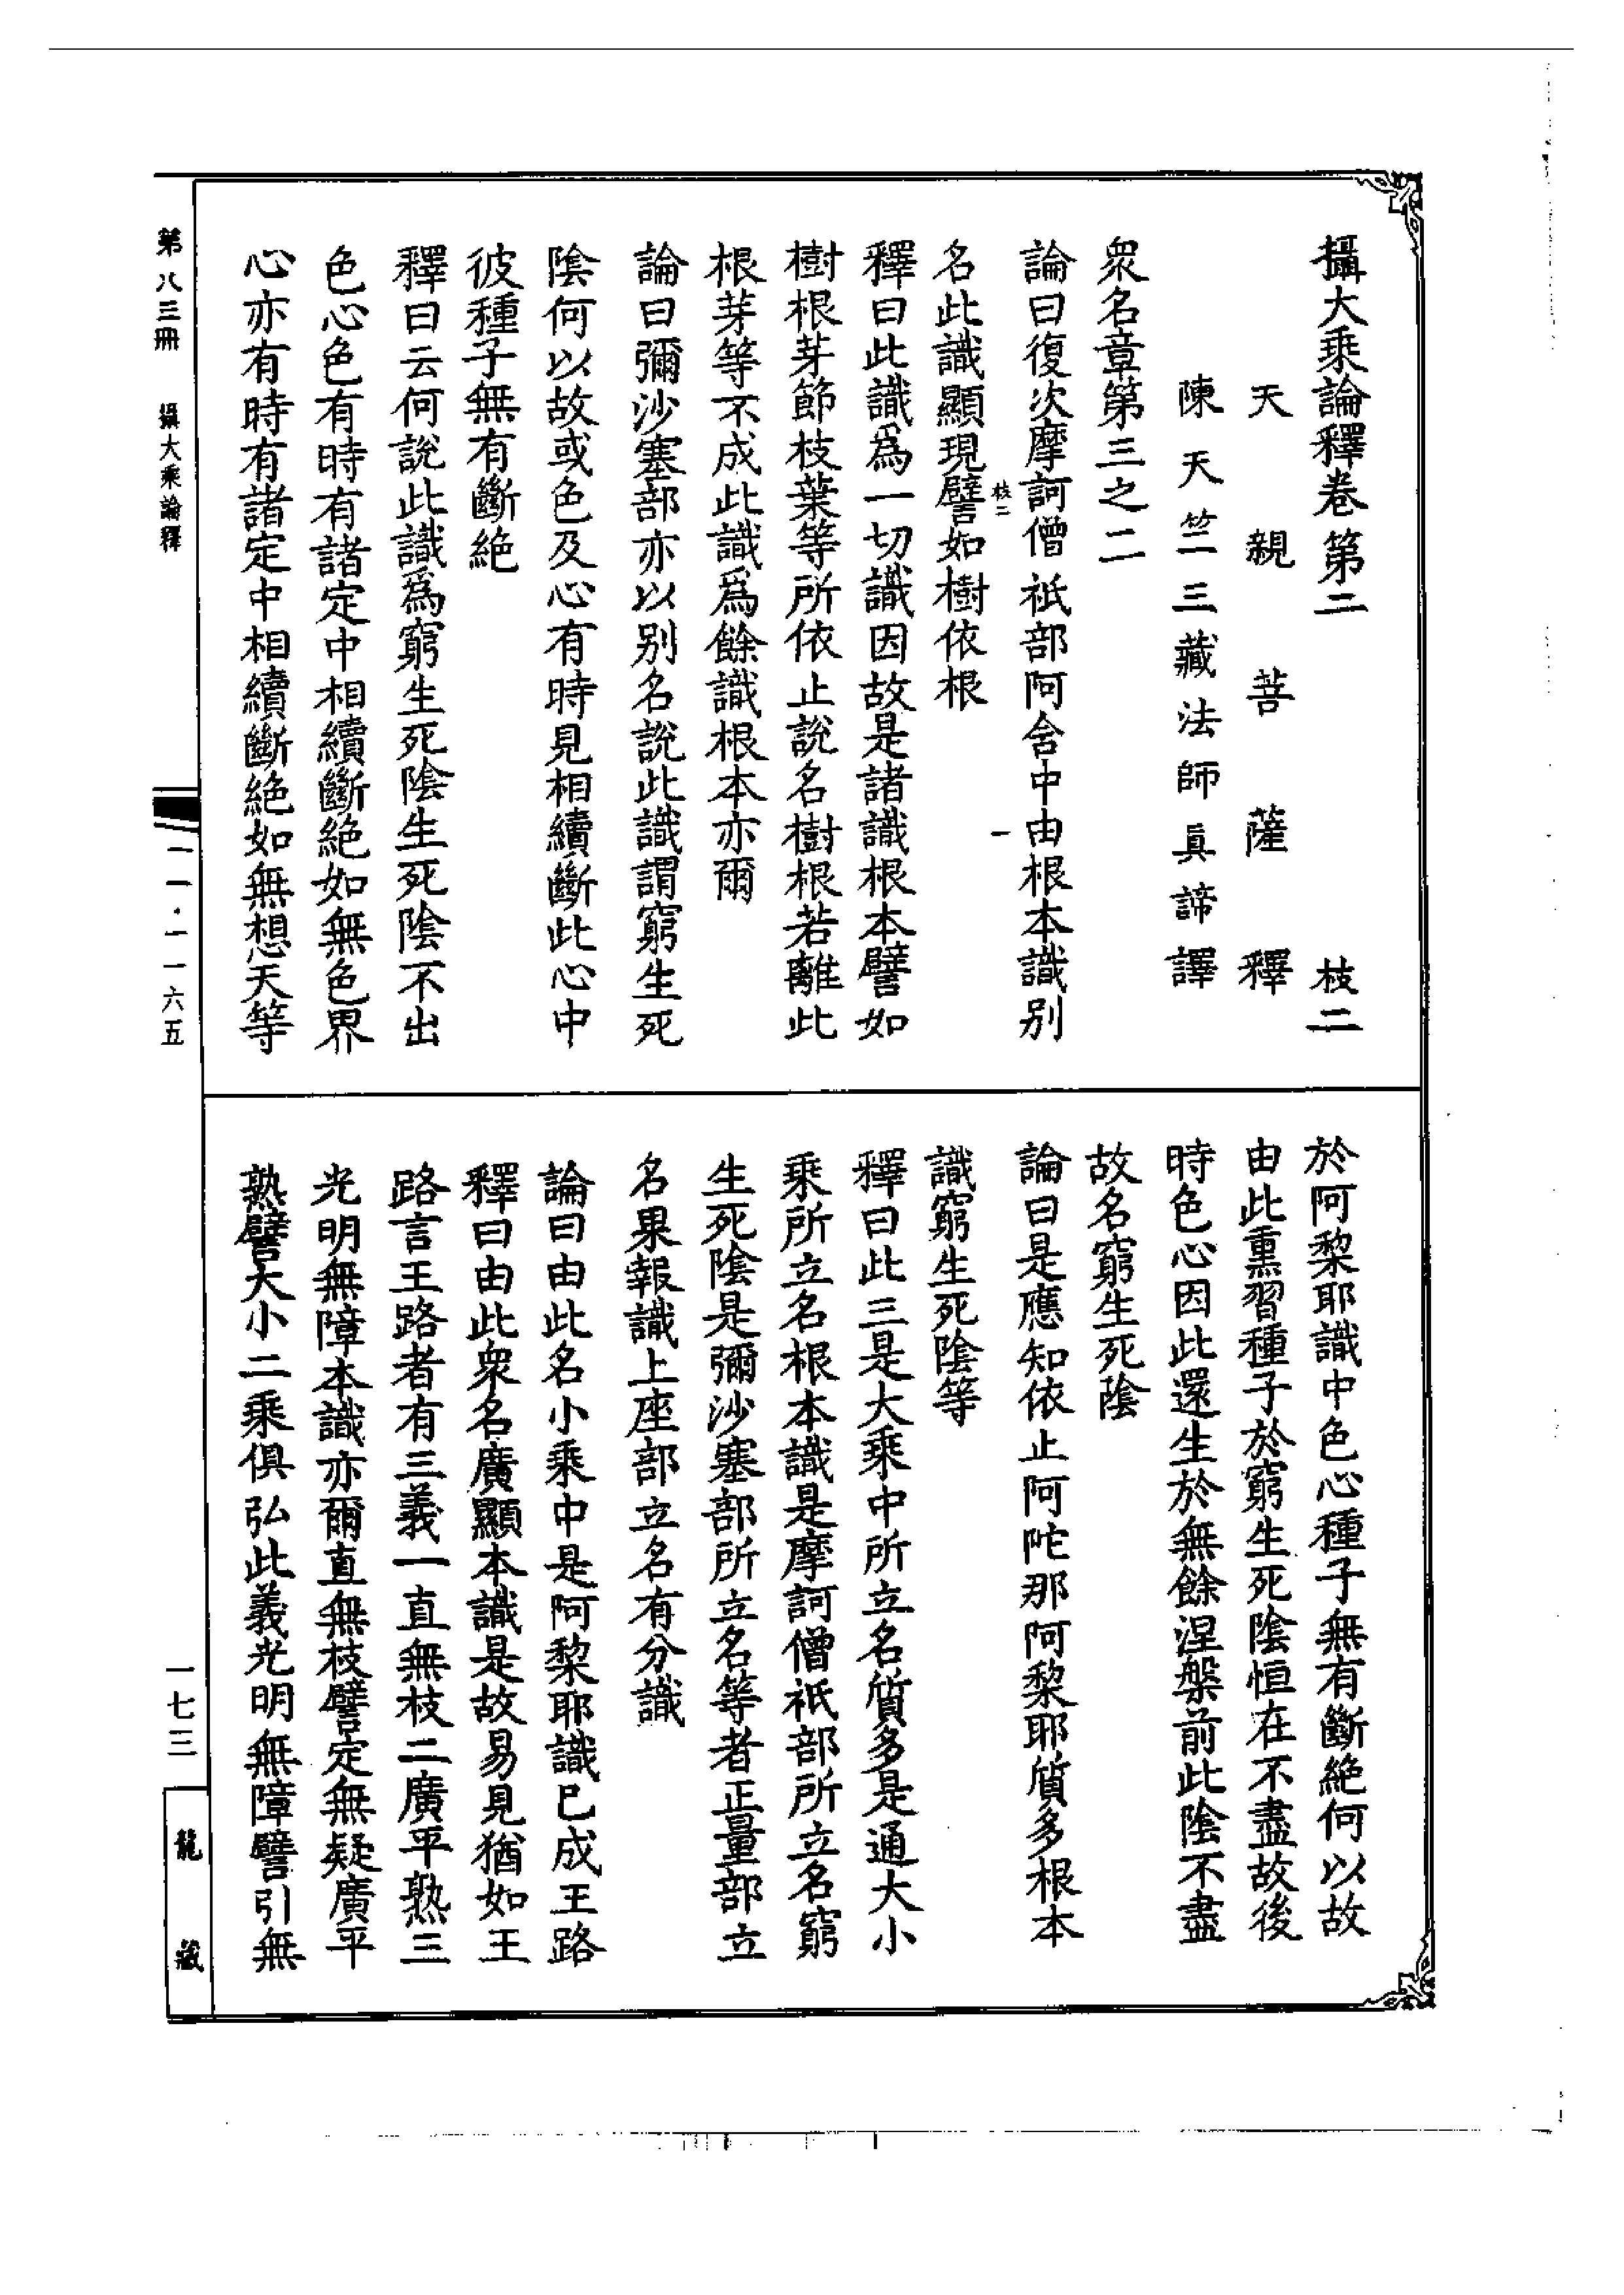 攝大乘論釋卷第二　枝二
天親菩薩釋
陳天竺三藏法師真諦譯
衆名章第三之二
論曰復次摩訶僧祇部阿含中由根本識別
枝二　一
名此識顯現譬如樹依根
釋曰此識爲一切識因故是諸識根本譬如
樹根芽節枝葉等所依止說名樹根若離此
根芽等不成此識爲餘識根本亦爾
論曰彌沙塞部亦以别名說此識謂窮生死
陰何以故或色及心有時見相續斷此心中
彼種子無有斷絶
釋曰云何說此識爲窮生死陰生死陰不出
色心色有時有諸定中相續斷絶如無色界
心亦有時有諸定中相續斷絶如無想天等
於阿黎耶識中色心種子無有斷絶何以故
由此熏習種子於窮生死陰恒在不盡故後
時色心因此還生於無餘涅槃前此陰不盡
故名窮生死陰
論曰是應知依止阿陀那阿黎耶質多根本
識窮生死陰等
釋曰此三是大乘中所立名質多是通大小
乘所立名根本識是摩訶僧祇部所立名窮
生死陰是彌沙塞部所立名等者正量部立
名果報識上座部立名有分識
論曰由此名小乘中是阿黎耶識已成王路
釋曰由此衆名廣顯本識是故易見猶如王
路言王路者有三義一直無枝二廣平熟三
光明無障本識亦爾直無枝譬定無疑廣平
熟譬大小二乘俱弘此義光明無障譬引無
第八三冊　攝大乘論釋
一一·一一六五
一七三
龍藏